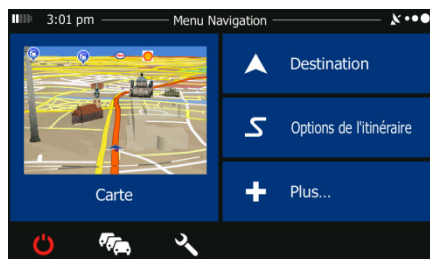 3:01 pm
Menu Navigation
Destination
Options de l'itinéraire
Carte
Plus...